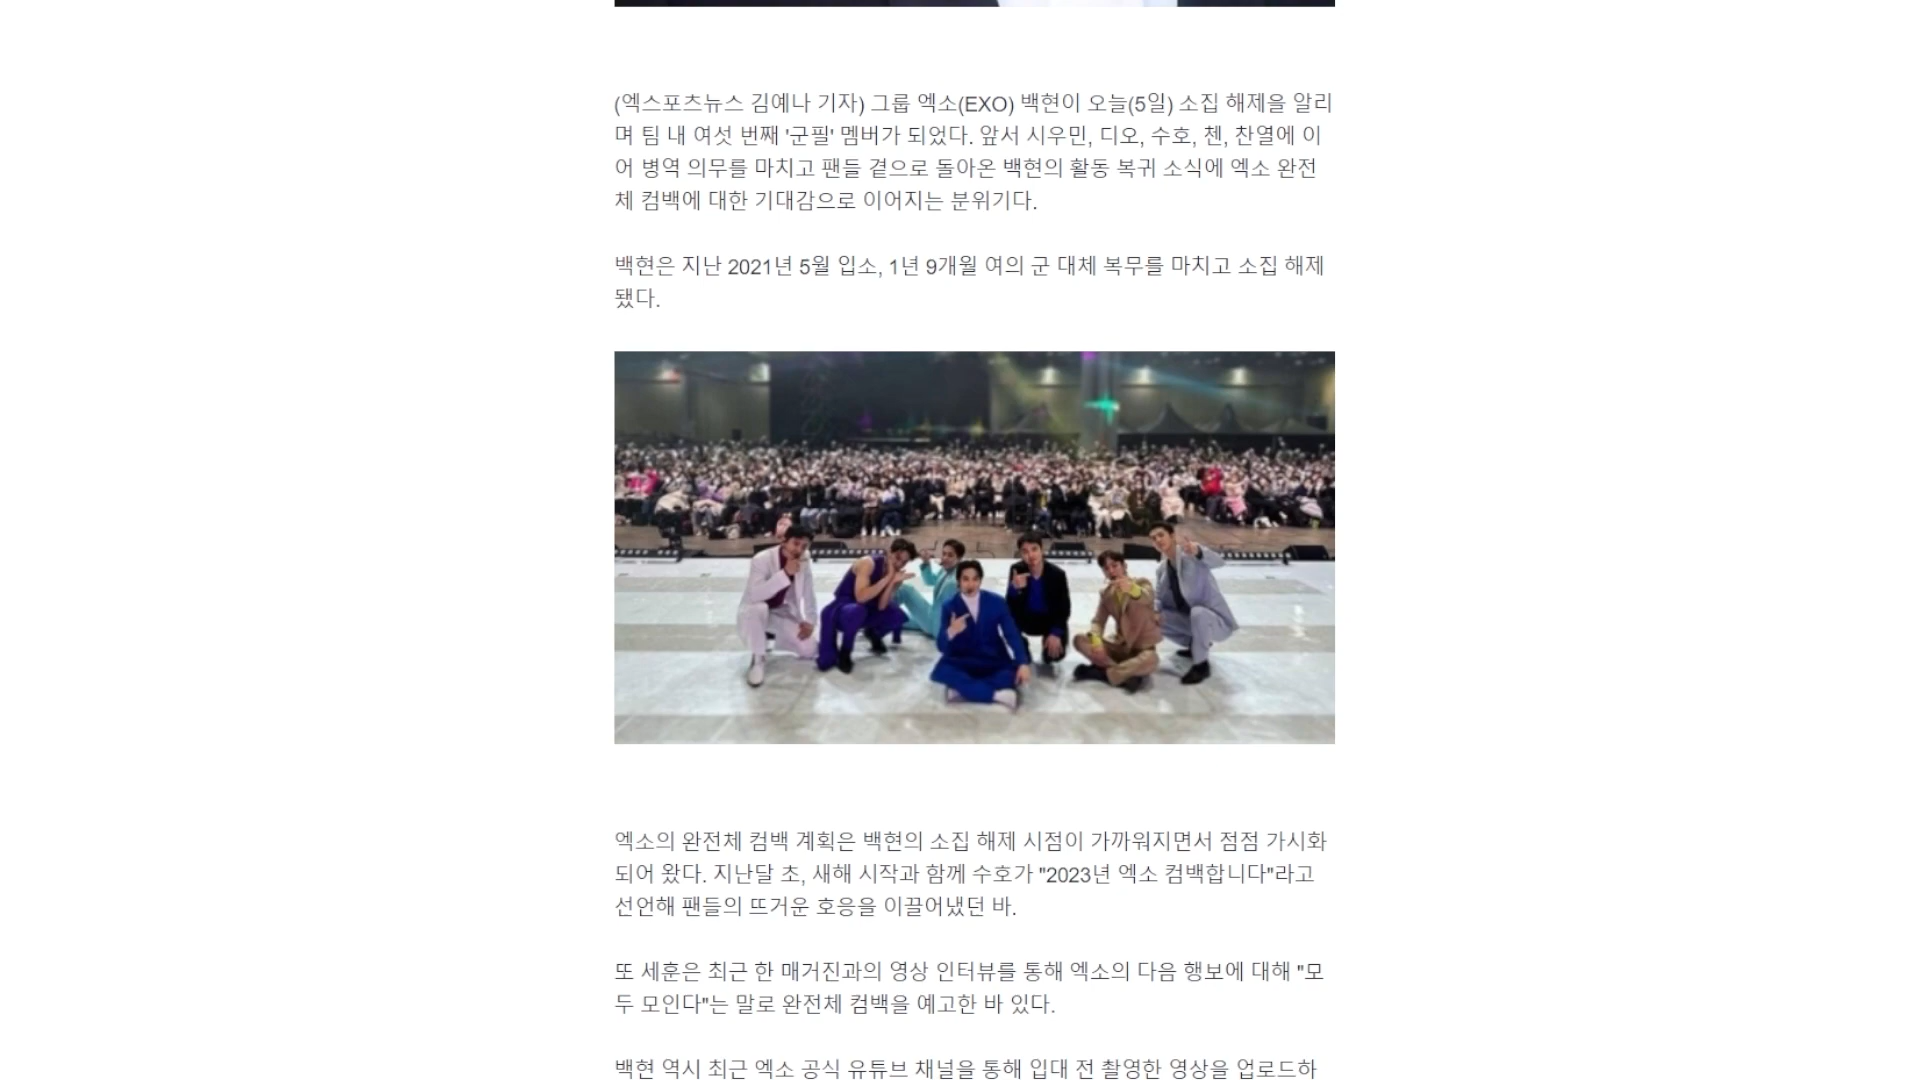 (엑스포츠뉴스 김예나 기자) 그룹 엑소(EXO) 백현이 오늘(5일) 소집 해제을 알리
며 팀 내 여섯 번째 '군필' 멤버가 되었다. 앞서 시우민, 디오, 수호, 첸, 찬열에 이
어 병역 의무를 마치고 팬들 곁으로 돌아온 백현의 활동 복귀 소식에 엑소 완전
체 컴백에 대한 기대감으로 이어지는 분위기다.
백현은 지난 2021년 5월 입소, 1년 9개월 여의 군 대체 복무를 마치고 소집 해제
됐다.
엑소의 완전체 컴백 계획은 백현의 소집 해제 시점이 가까워지면서 점점 가시화
되어 왔다. 지난달 초, 새해 시작과 함께 수호가 "2023년 엑소 컴백합니다"라고
선언해 팬들의 뜨거운 호응을 이끌어냈던 바.
또 세훈은 최근 한 매거진과의 영상 인터뷰를 통해 엑소의 다음 행보에 대해 "모
두 모인다"는 말로 완전체 컴백을 예고한 바 있다.
백현 역시 최근 엑소 공식 유튜브 채널을 통해 입대 전 촬영한 영상을 업로드하